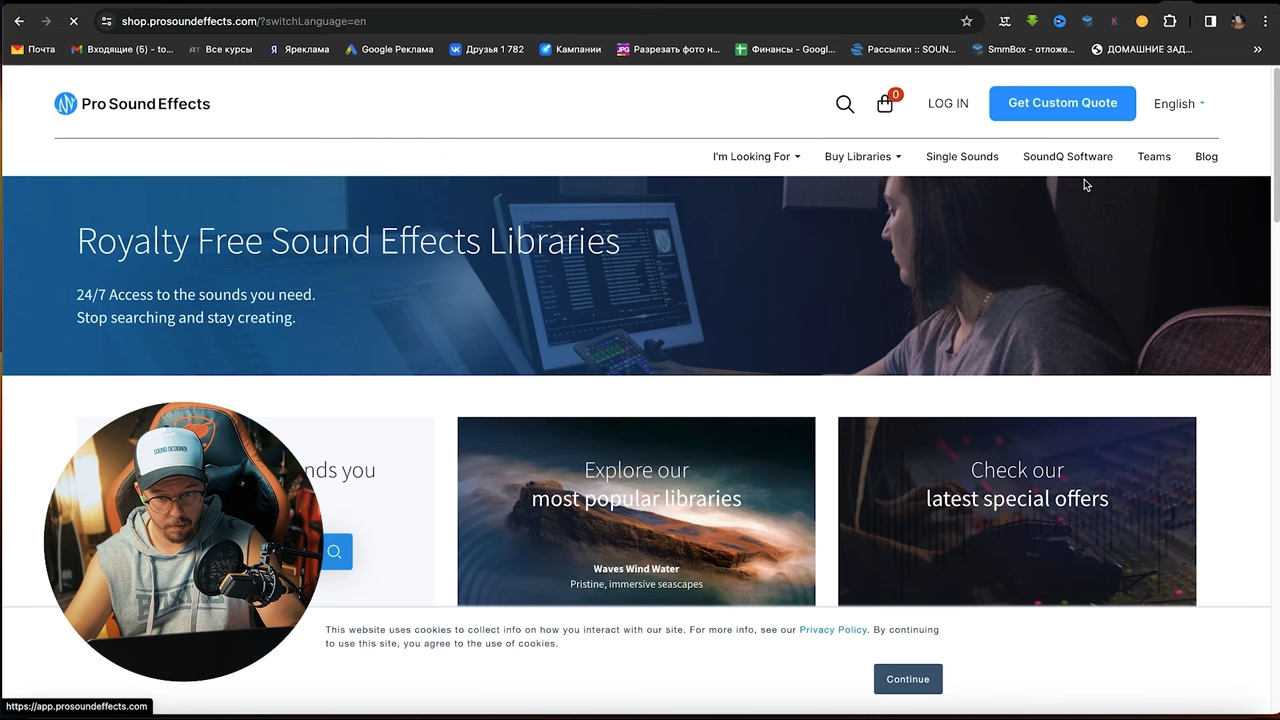 shop.prosoundeffects.com/?switchLanguage=en
Почта
Входящие (5) - to...
Все курсы
Яреклама
Google Реклама
Друзья 1 782
Кампании
JPG Разрезать фото н...
Финансы - Googl...
Рассылки :: SOUN...
SmmBox - отложе...
ДОМАШНИЕ ЗАД...
Pro Sound Effects
0
LOG IN
Get Custom Quote
English
I'm Looking For
Buy Libraries
Single Sounds
SoundQ Software
Teams
Blog
Royalty Free Sound Effects Libraries
24/7 Access to the sounds you need.
Stop searching and stay creating.
nds you
Explore our
most popular libraries
Waves Wind Water
Pristine, immersive seascapes
Check our
latest special offers
SOUND DESIGNER
This website uses cookies to collect info on how you interact with our site. For more info, see our Privacy Policy. By continuing
to use this site, you agree to the use of cookies.
Continue
https://app.prosoundeffects.com